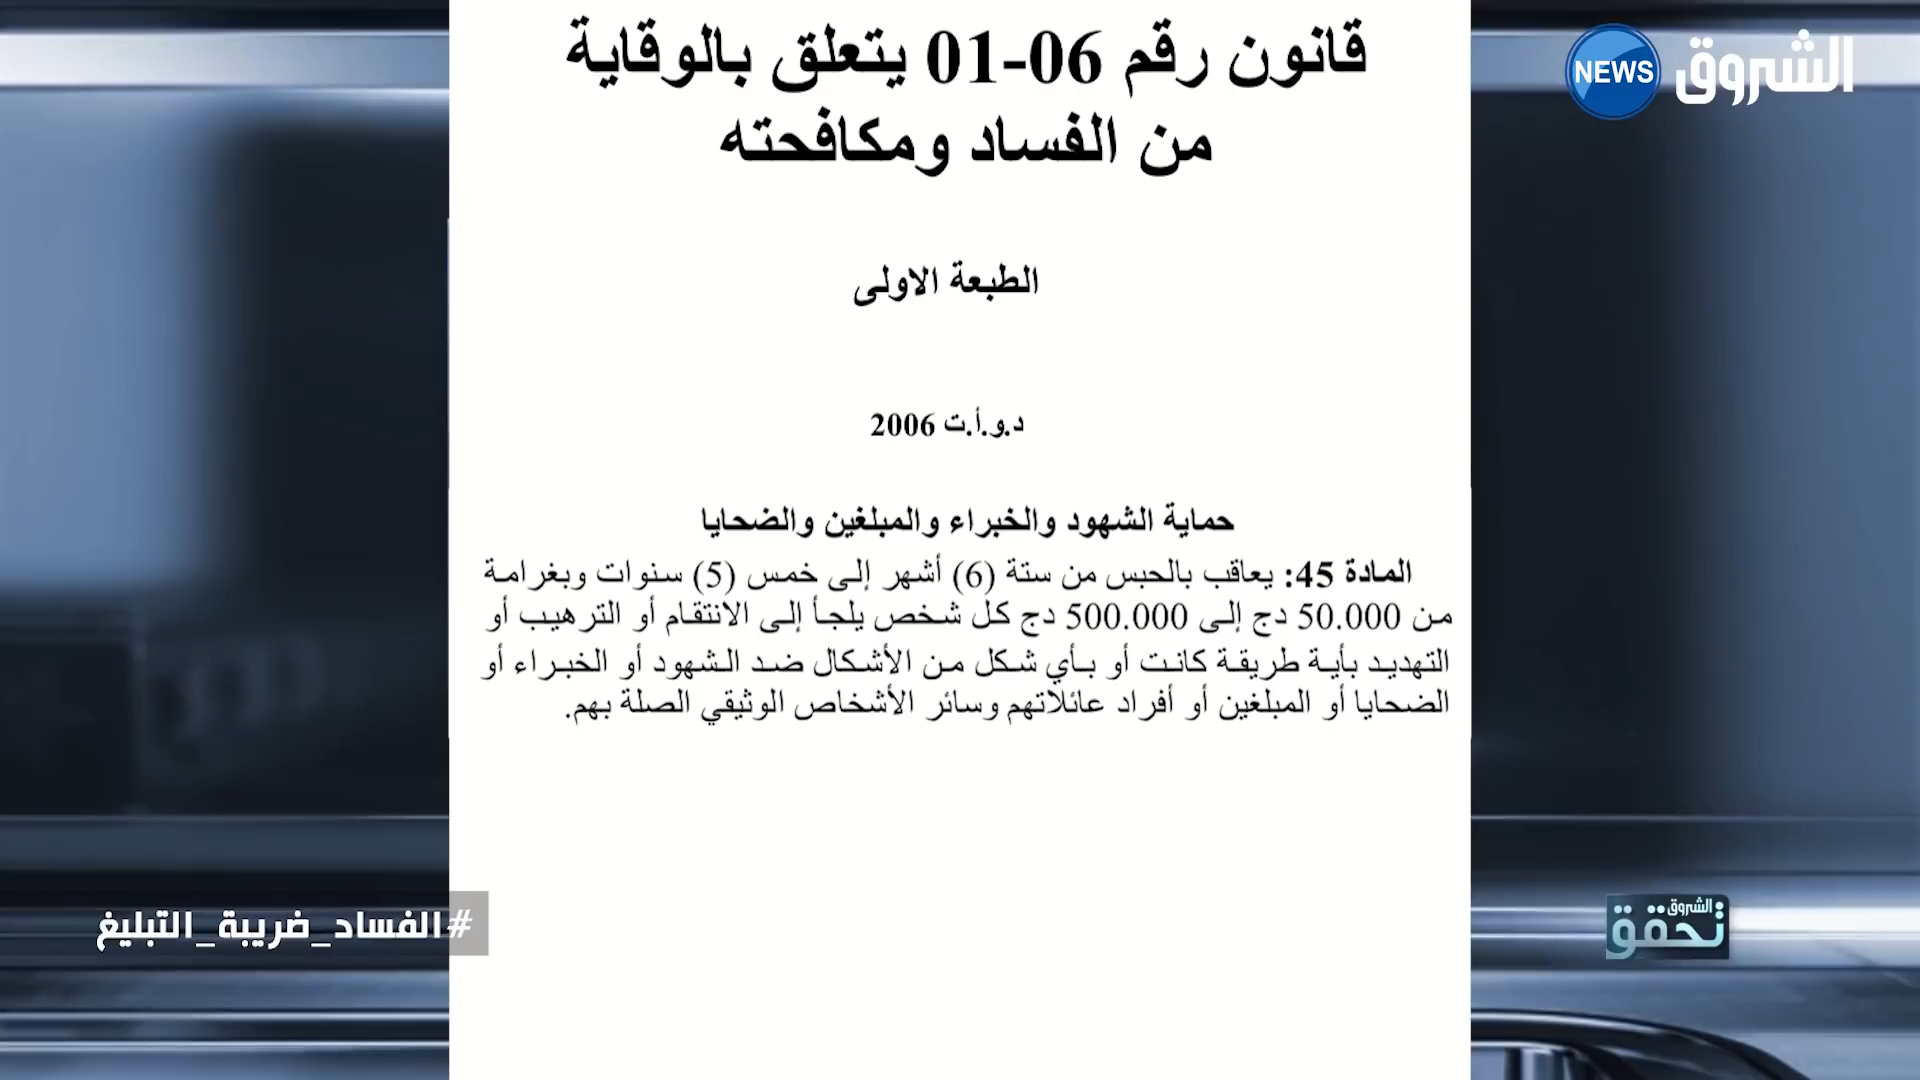 قانون رقم 06-01 يتعلق بالوقاية
من الفساد ومكافحته
الشروق NEWS
الطبعة الاولى
د.و.أ.ت 2006
حماية الشهود والخبراء والمبلغين والضحايا
المادة 45: يعاقب بالحبس من ستة (6) أشهر إلى خمس (5) سنوات وبغرامة
من 50.000 دج إلى 500.000 دج كل شخص يلجأ إلى الانتقام أو الترهيب أو
التهديد بأية طريقة كانت أو بأي شكل من الأشكال ضد الشهود أو الخبراء أو
الضحايا أو المبلغين أو أفراد عائلاتهم وسائر الأشخاص الوثيقي الصلة بهم.
#الفساد_ضريبة_التبليغ
الشروق
تحقق